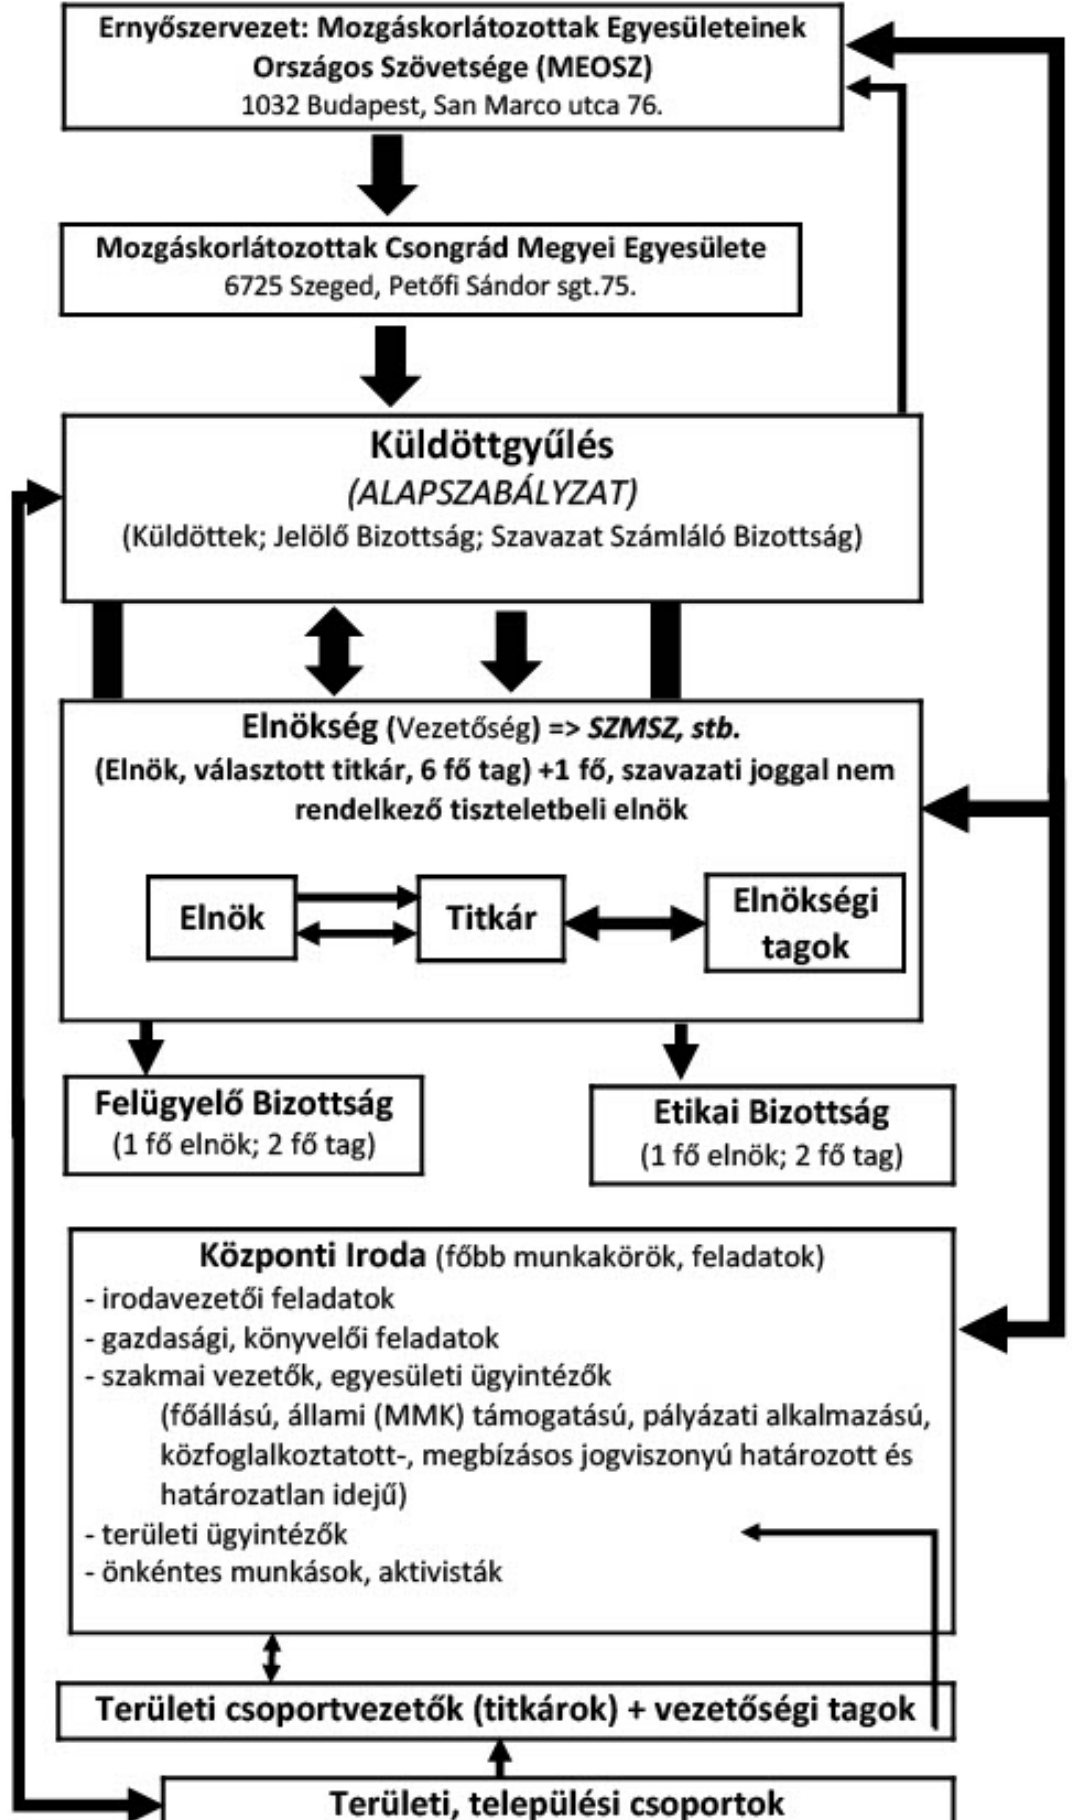 Ernyőszervezet: Mozgáskorlátozottak Egyesületeinek
Országos Szövetsége (MEOSZ)
1032 Budapest, San Marco utca 76.
Mozgáskorlátozottak Csongrád Megyei Egyesülete
6725 Szeged, Petőfi Sándor sgt.75.
Küldöttgyűlés
(ALAPSZABÁLYZAT)
(Küldöttek; Jelölő Bizottság; Szavazat Számláló Bizottság)
Elnökség (Vezetőség) => SZMSZ, stb.
(Elnök, választott titkár, 6 fő tag) +1 fő, szavazati joggal nem
rendelkező tiszteletbeli elnök
Elnök
Titkár
Elnökségi
tagok
Felügyelő Bizottság
(1 fő elnök; 2 fő tag)
Etikai Bizottság
(1 fő elnök; 2 fő tag)
Központi Iroda (főbb munkakörök, feladatok)
- irodavezetői feladatok
- gazdasági, könyvelői feladatok
- szakmai vezetők, egyesületi ügyintézők
(főállású, állami (MMK) támogatású, pályázati alkalmazású,
közfoglalkoztatott-, megbízásos jogviszonyú határozott és
határozatlan idejű)
- területi ügyintézők
- önkéntes munkások, aktivisták
Területi csoportvezetők (titkárok) + vezetőségi tagok
Területi, települési csoportok